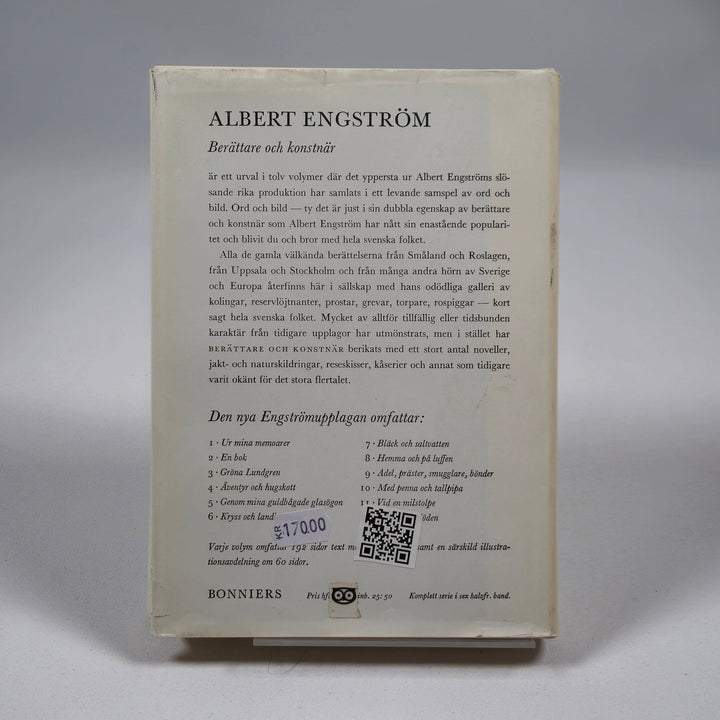 ALBERT ENGSTRÖM
Berättare och konstnär
är ett urval i tolv volymer där det yppersta ur Albert Engströms slö-
sande rika produktion har samlats i ett levande samspel av ord och
bild. Ord och bild — ty det är just i sin dubbla egenskap av berättare
och konstnär som Albert Engström har nått sin enastående populari-
tet och blivit du och bror med hela svenska folket.
Alla de gamla välkända berättelserna från Småland och Roslagen,
från Uppsala och Stockholm och från många andra hörn av Sverige
och Europa återfinns här i sällskap med hans odödliga galleri av
kolingar, reservlöjtnanter, prostar, grevar, torpare, rospiggar — kort
sagt hela svenska folket. Mycket av alltför tillfällig eller tidsbunden
karaktär från tidigare upplagor har utmönstrats, men i stället har
BERÄTTARE OCH KONSTNÄR berikats med ett stort antal noveller,
jakt- och naturskildringar, reseskisser, kåserier och annat som tidigare
varit okänt för det stora flertalet.
Den nya Engströmupplagan omfattar:
1 · Ur mina memoarer
2 · En bok
3 · Gröna Lundgren
4 · Äventyr och hugskott
5 · Genom mina guldbågade glasögon
6 · Kryss och
7 · Bläck och saltvatten
8 · Hemma och på luffen
9 · Adel, präster, smugglare, bönder
10 · Med penna och tallpipa
11 · Vid en milstolpe
KR 170.00
Varje volym omfattar 192 sidor text samt en särskild illustra-
tionsavdelning om 60 sidor.
BONNIERS
Pris inb. 25:50
Komplett serie i sex halvfr. band.